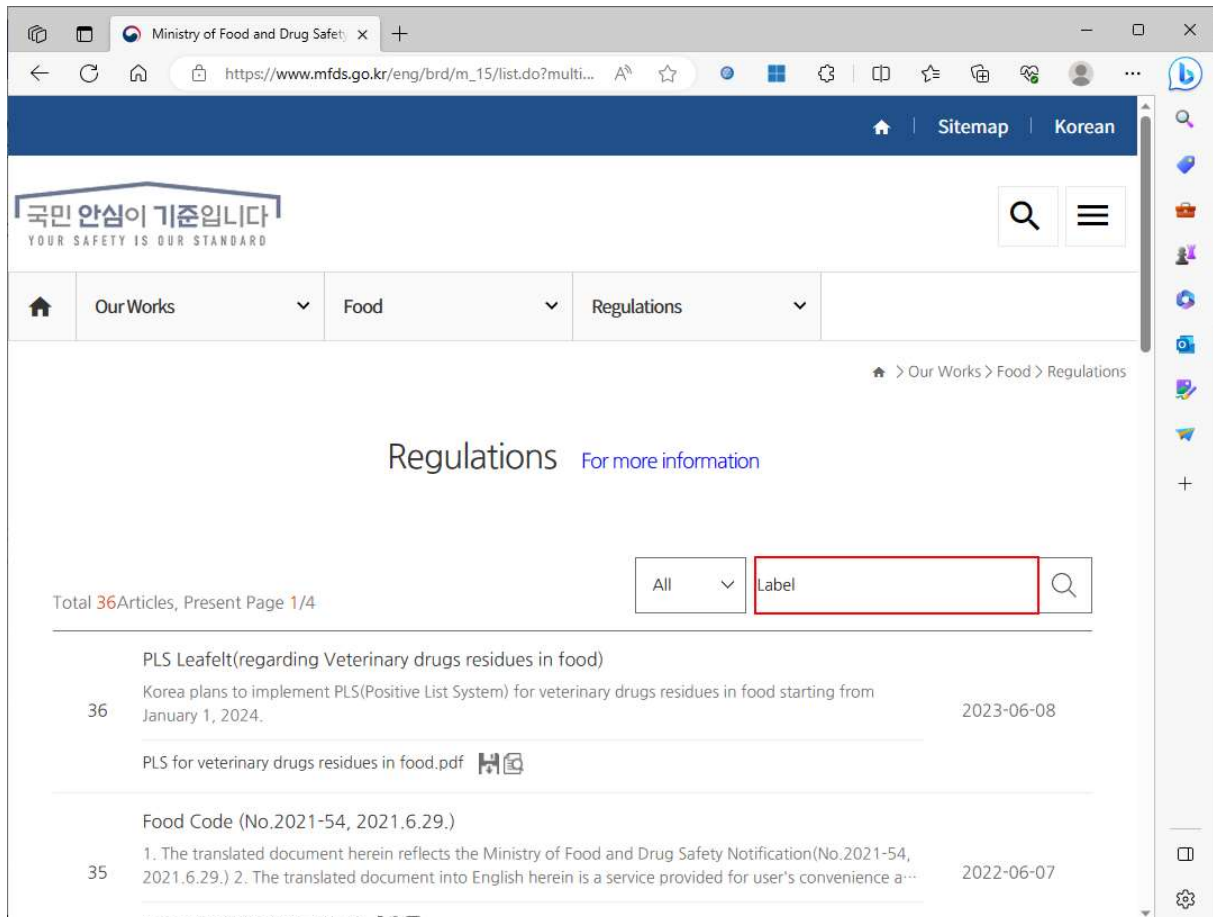 Ministry of Food and Drug Safety
https://www.mfds.go.kr/eng/brd/m_15/list.do?multi...
Sitemap
Korean
국민 안심이 기준입니다
YOUR SAFETY IS OUR STANDARD
Our Works
Food
Regulations
> Our Works > Food > Regulations
Regulations For more information
Total 36Articles, Present Page 1/4
All
Label
PLS Leafelt(regarding Veterinary drugs residues in food)
Korea plans to implement PLS(Positive List System) for veterinary drugs residues in food starting from
January 1, 2024.
36
2023-06-08
PLS for veterinary drugs residues in food.pdf
Food Code (No.2021-54, 2021.6.29.)
1. The translated document herein reflects the Ministry of Food and Drug Safety Notification(No.2021-54,
2021.6.29.) 2. The translated document into English herein is a service provided for user's convenience a…
35
2022-06-07